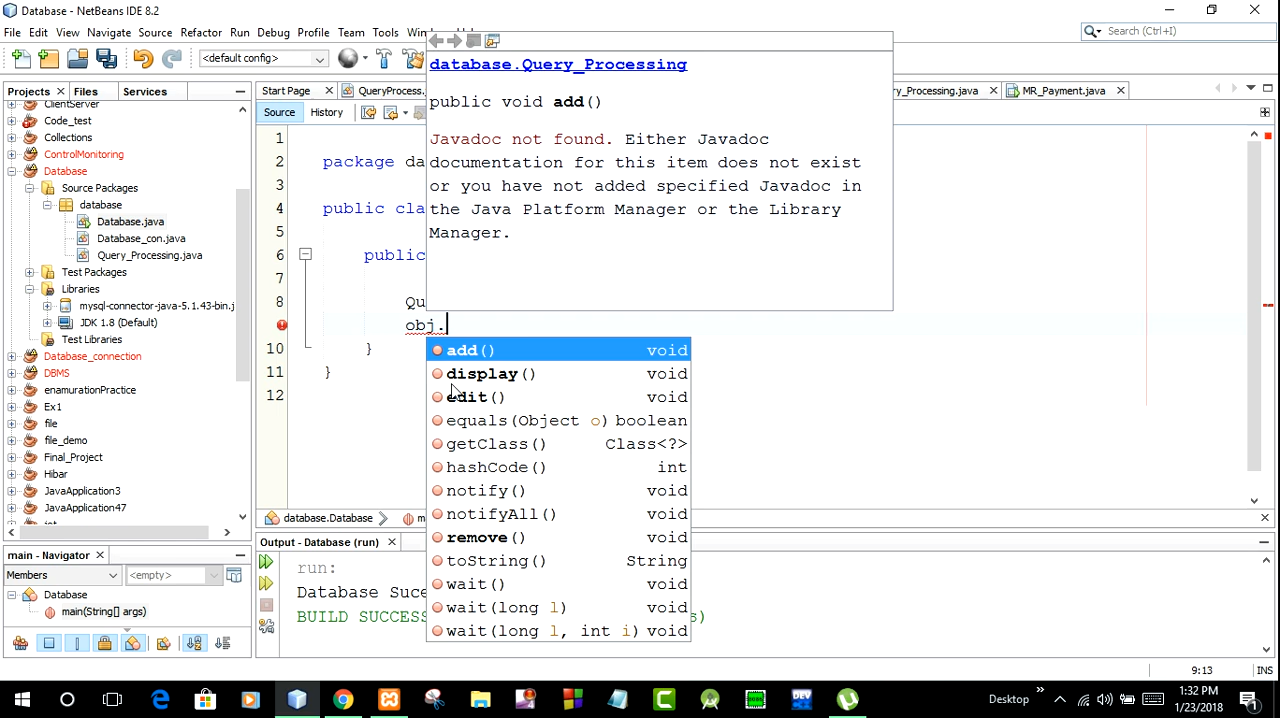 Database - NetBeans IDE 8.2
File Edit View Navigate Source Refactor Run Debug Profile Team Tools
Search (Ctrl+I)
<default config>
Projects Files Services
ClientServer
Code_test
Collections
ControlMonitoring
Database
Source Packages
database
Database.java
Database_con.java
Query_Processing.java
Test Packages
Libraries
mysql-connector-java-5.1.43-bin.j
JDK 1.8 (Default)
Test Libraries
Database_connection
DBMS
enamurationPractice
Ex1
file
file_demo
Final_Project
Hibar
JavaApplication3
JavaApplication47
main - Navigator
Members <empty>
Database
main(String[] args)
Start Page QueryProcess. ry_Processing.java MR_Payment.java
Source History
1
2 package da
3
4 public clas
5
6 public
7
8 Qu
obj.
10 }
11 }
12
database.Query_Processing
public void add()
Javadoc not found. Either Javadoc
documentation for this item does not exist
or you have not added specified Javadoc in
the Java Platform Manager or the Library
Manager.
add() void
display() void
edit() void
equals(Object o) boolean
getClass() Class<?>
hashCode() int
notify() void
notifyAll() void
remove() void
toString() String
wait() void
wait(long l) void
wait(long l, int i) void
database.Database
Output - Database (run)
run:
Database Suce
BUILD SUCCES s)
9:13 INS
Desktop
1:32 PM
1/23/2018